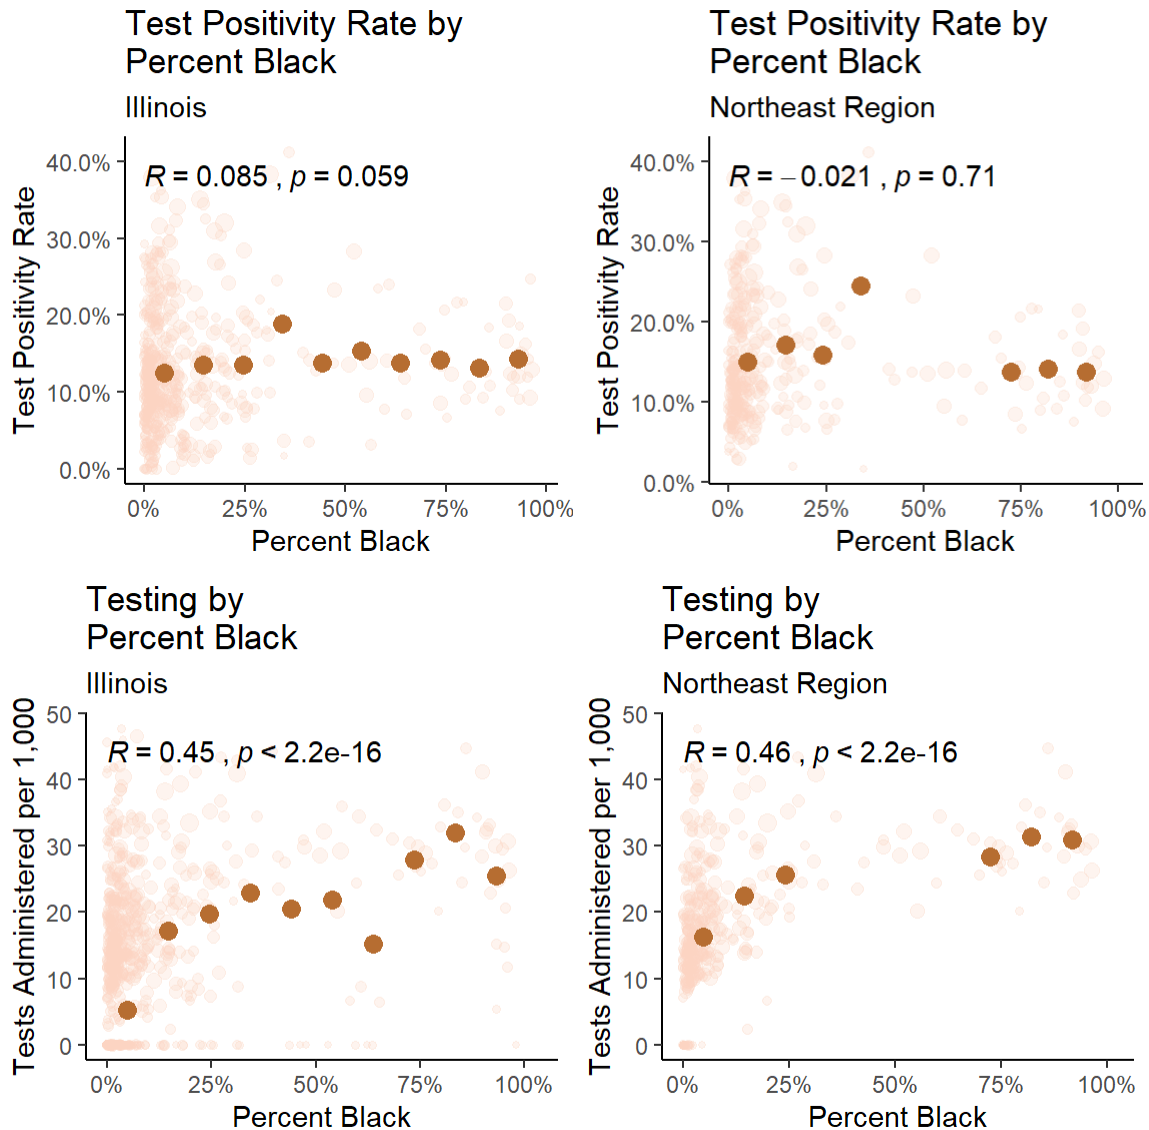 Test Positivity Rate by
Percent Black
Illinois
Test Positivity Rate
40.0%
30.0%
20.0%
10.0%
0.0%
R = 0.085 , p = 0.059
0%
25%
50%
75%
100%
Percent Black
Test Positivity Rate by
Percent Black
Northeast Region
Test Positivity Rate
40.0%
30.0%
20.0%
10.0%
0.0%
R = −0.021 , p = 0.71
0%
25%
50%
75%
100%
Percent Black
Testing by
Percent Black
Illinois
Tests Administered per 1,000
50
40
30
20
10
0
R = 0.45 , p < 2.2e-16
0%
25%
50%
75%
100%
Percent Black
Testing by
Percent Black
Northeast Region
Tests Administered per 1,000
50
40
30
20
10
0
R = 0.46 , p < 2.2e-16
0%
25%
50%
75%
100%
Percent Black